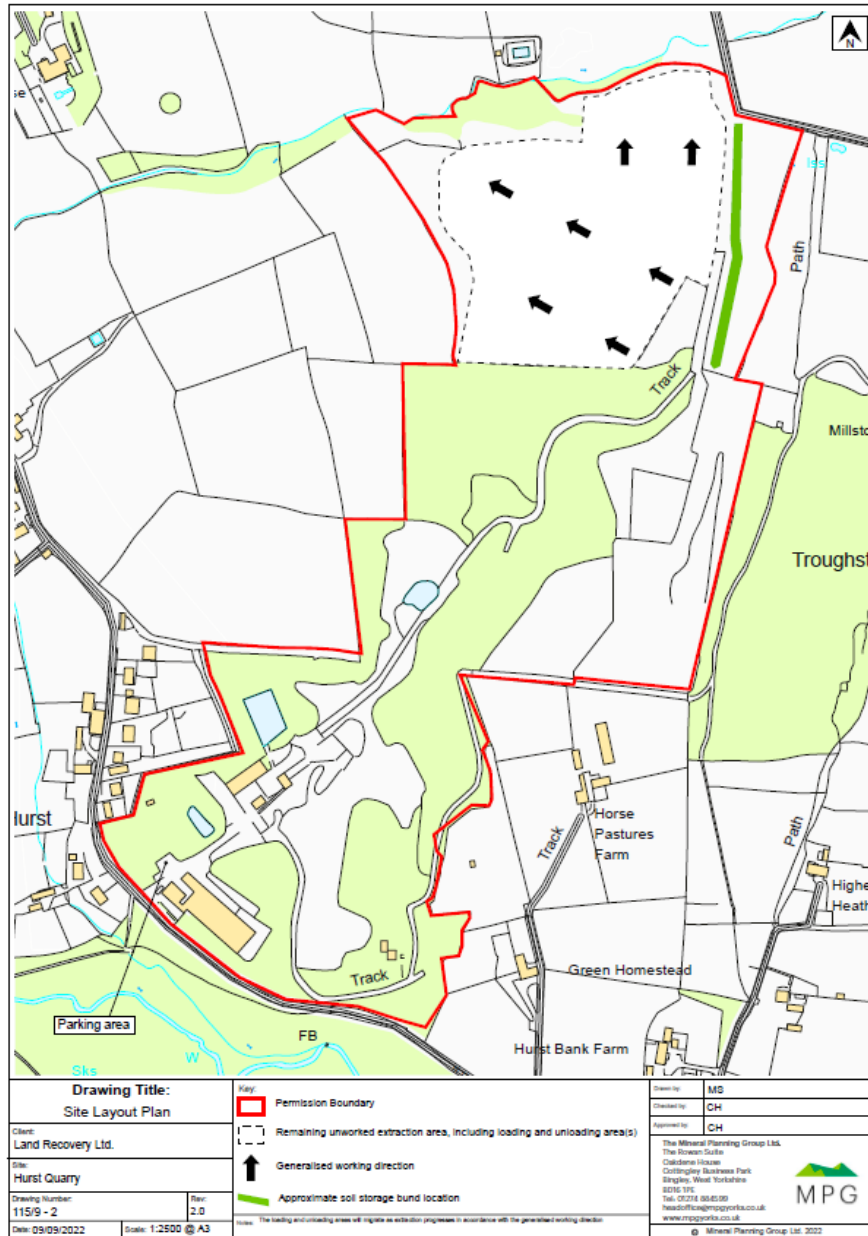 N
se
Iss
Path
Track
Millsto
Troughst
Hurst
Horse
Pastures
Farm
Track
Path
Highe
Heath
Track
Green Homestead
Parking area
FB
Hurst Bank Farm
Sks
W
Drawing Title:
Site Layout Plan
Client:
Land Recovery Ltd.
Site:
Hurst Quarry
Drawing Number:
115/9 - 2
Rev:
2.0
Date: 09/09/2022
Scale: 1:2500 @ A3
Key:
Permission Boundary
Remaining unworked extraction area, including loading and unloading area(s)
Generalised working direction
Approximate soil storage bund location
Notes: The loading and unloading areas will migrate as extraction progresses in accordance with the generalised working direction
Drawn by: MS
Checked by: CH
Approved by: CH
The Mineral Planning Group Ltd.
The Rowan Suite
Oakdene House
Cottingley Business Park
Bingley, West Yorkshire
BD16 1PE
Tel: 01274 884599
headoffice@mpgyorks.co.uk
www.mpgyorks.co.uk
MPG
© Mineral Planning Group Ltd. 2022